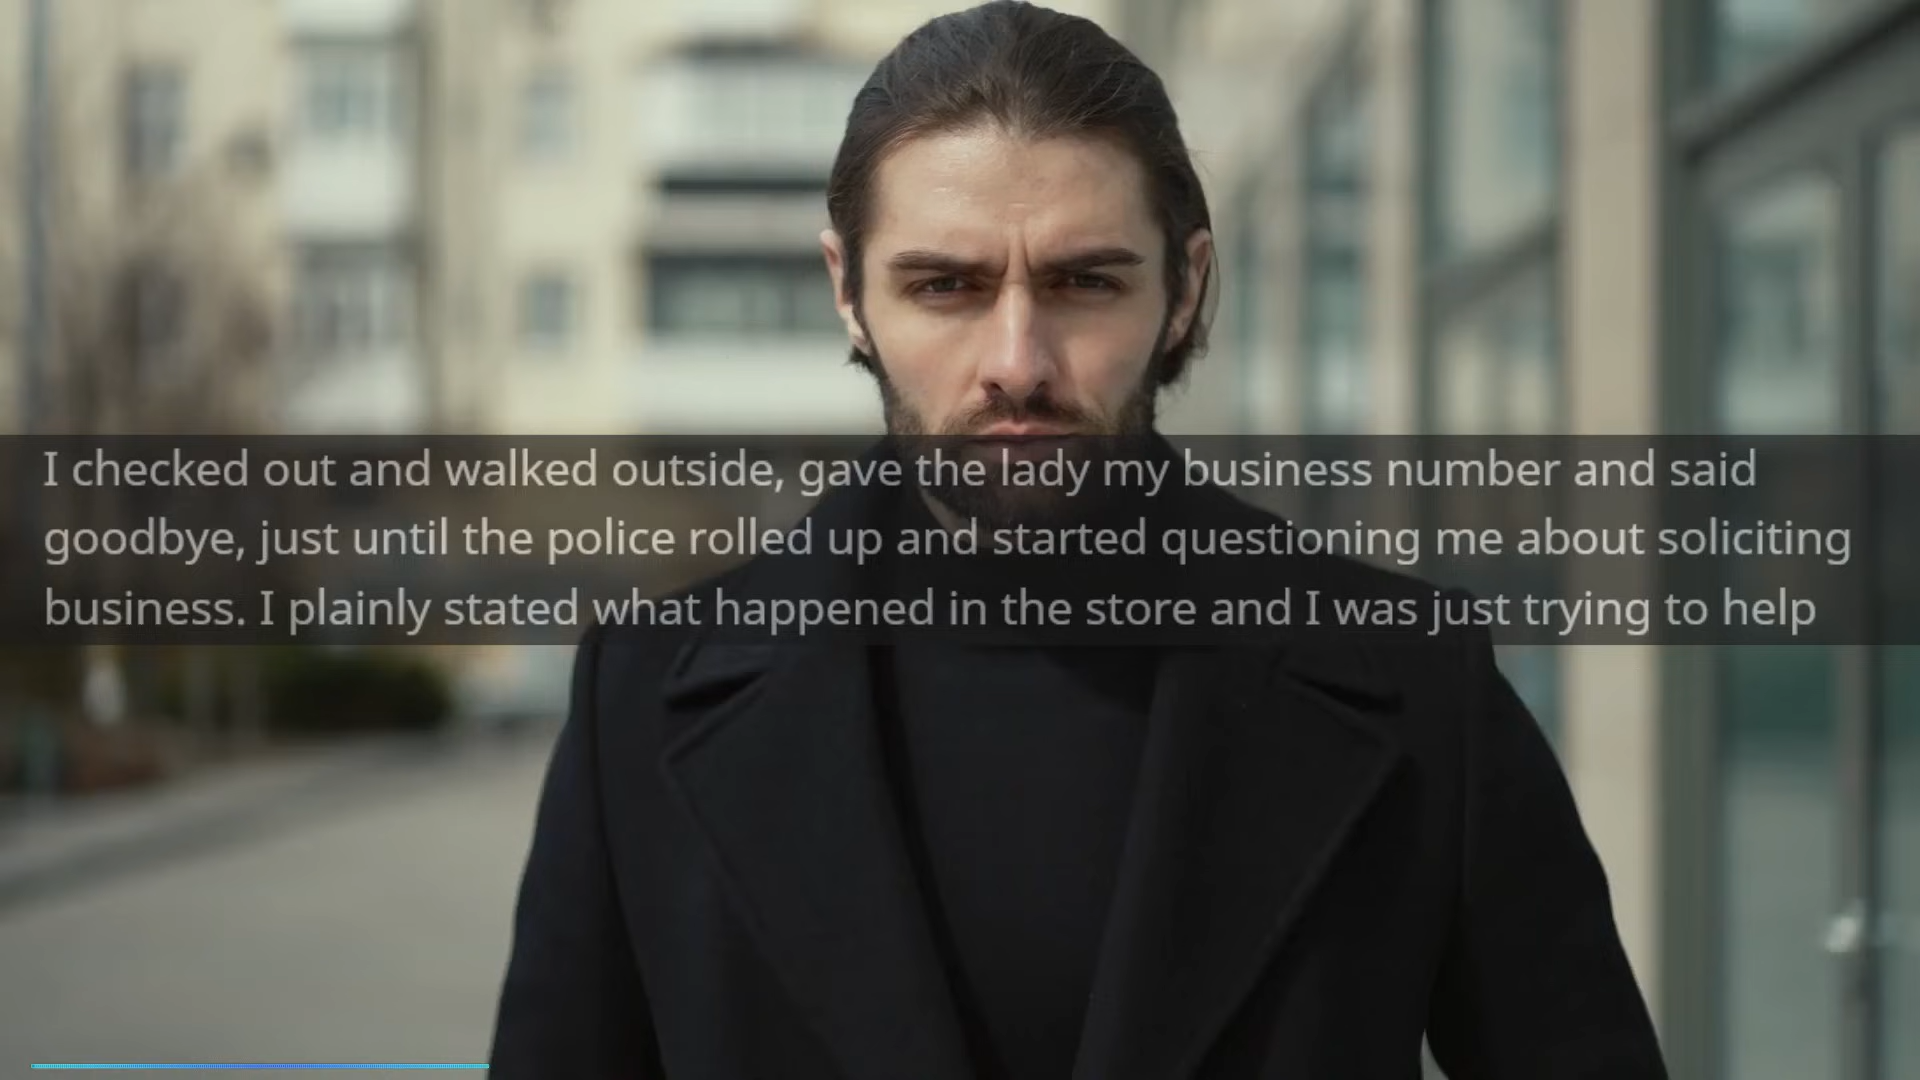 I checked out and walked outside, gave the lady my business number and said
goodbye, just until the police rolled up and started questioning me about soliciting
business. I plainly stated what happened in the store and I was just trying to help